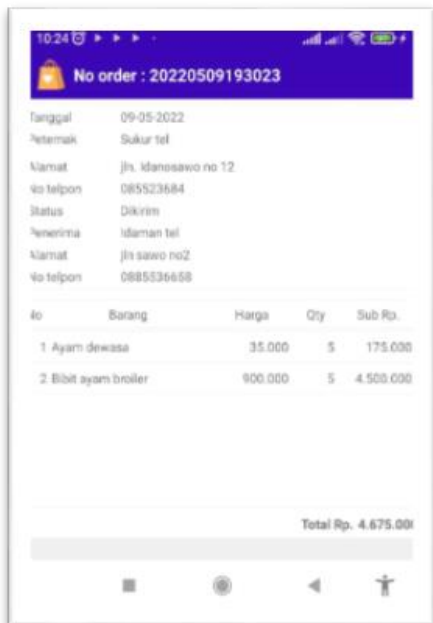 10:24
No order : 20220509193023
Tanggal 09-05-2022
Peternak Sukur tel
Alamat jln. Idanosawo no 12
No telpon 085523684
Status Dikirim
Penerima Idaman tel
Alamat jln sawo no2
No telpon 0885536658
No Barang Harga Qty Sub Rp.
1 Ayam dewasa 35.000 5 175.000
2 Bibit ayam broiler 900.000 5 4.500.000
Total Rp. 4.675.00